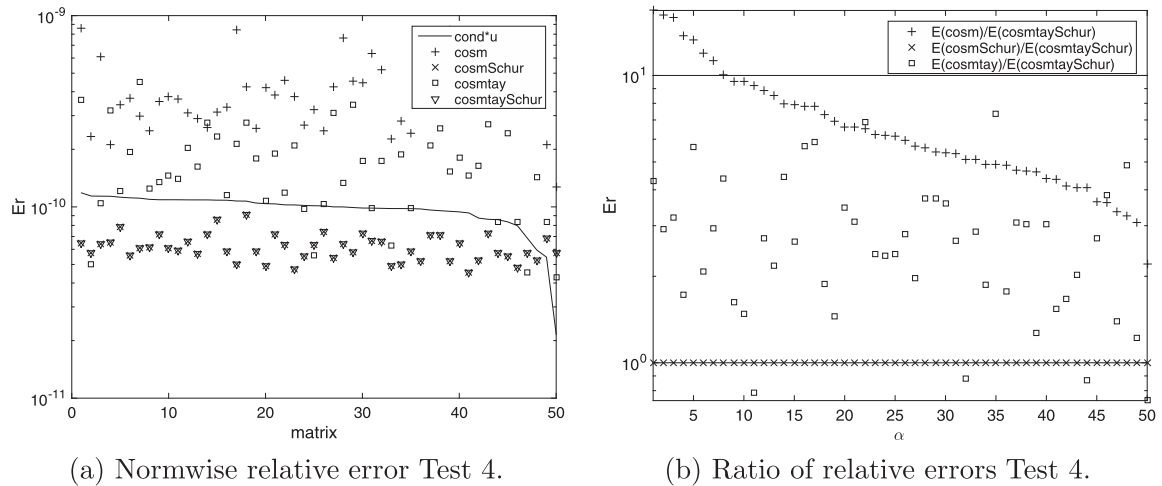 10^-9
10^-10
10^-11
Er
0 10 20 30 40 50
matrix
cond*u
cosm
cosmSchur
cosmtay
cosmtaySchur
(a) Normwise relative error Test 4.
10^1
10^0
Er
5 10 15 20 25 30 35 40 45 50
α
E(cosm)/E(cosmtaySchur)
E(cosmSchur)/E(cosmtaySchur)
E(cosmtay)/E(cosmtaySchur)
(b) Ratio of relative errors Test 4.